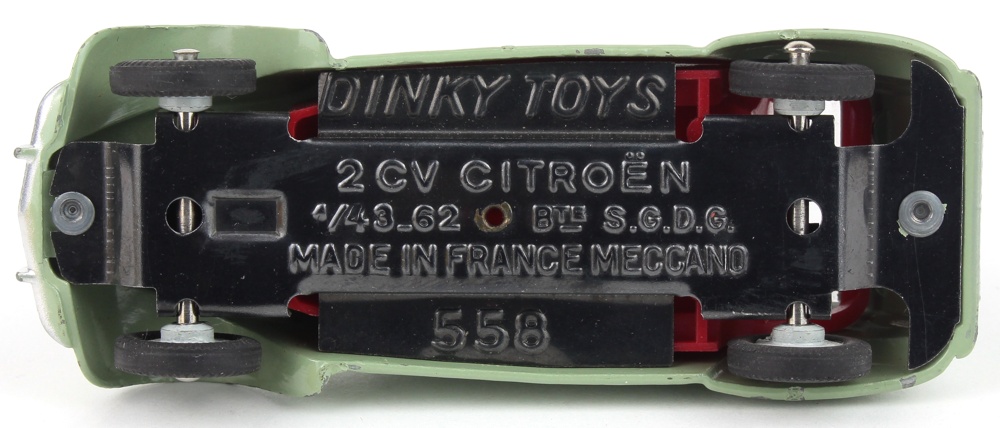 DINKY TOYS
2 CV CITROËN
1/43_62 BTE S.G.D.G.
MADE IN FRANCE MECCANO
558